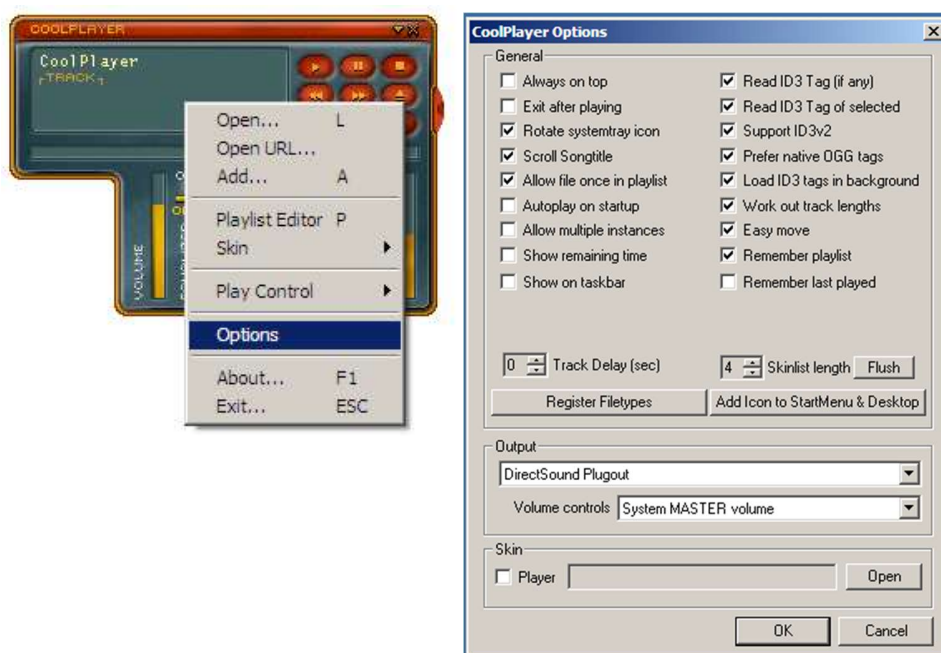 COOLPLAYER
CoolPlayer
TRACK
VOLUME
Open... L
Open URL...
Add... A
Playlist Editor P
Skin
Play Control
Options
About... F1
Exit... ESC
CoolPlayer Options
General
Always on top
Exit after playing
Rotate systemtray icon
Scroll Songtitle
Allow file once in playlist
Autoplay on startup
Allow multiple instances
Show remaining time
Show on taskbar
Read ID3 Tag (if any)
Read ID3 Tag of selected
Support ID3v2
Prefer native OGG tags
Load ID3 tags in background
Work out track lengths
Easy move
Remember playlist
Remember last played
0 Track Delay (sec)
4 Skinlist length Flush
Register Filetypes
Add Icon to StartMenu & Desktop
Output
DirectSound Plugout
Volume controls System MASTER volume
Skin
Player Open
OK Cancel